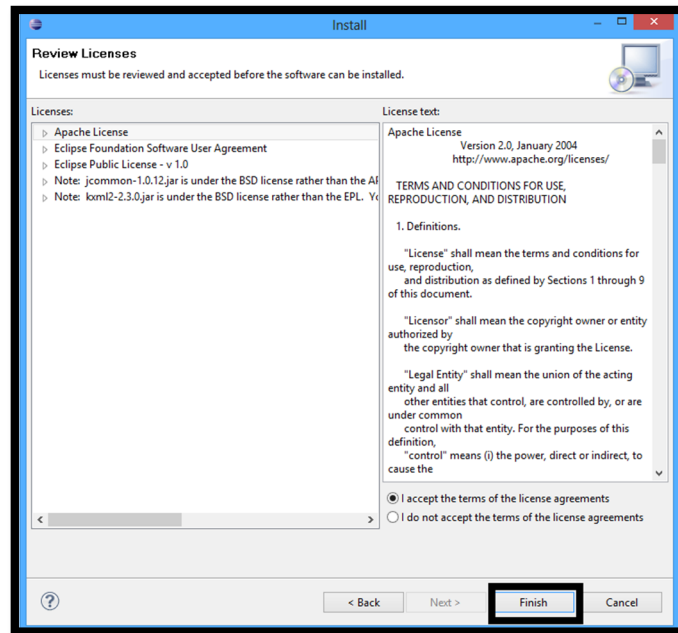 Install
Review Licenses
Licenses must be reviewed and accepted before the software can be installed.
Licenses:
Apache License
Eclipse Foundation Software User Agreement
Eclipse Public License - v 1.0
Note: jcommon-1.0.12.jar is under the BSD license rather than the
Note: kxml2-2.3.0.jar is under the BSD license rather than the EPL.
License text:
Apache License
Version 2.0, January 2004
http://www.apache.org/licenses/
TERMS AND CONDITIONS FOR USE,
REPRODUCTION, AND DISTRIBUTION
1. Definitions.
"License" shall mean the terms and conditions for
use, reproduction,
and distribution as defined by Sections 1 through 9
of this document.
"Licensor" shall mean the copyright owner or entity
authorized by
the copyright owner that is granting the License.
"Legal Entity" shall mean the union of the acting
entity and all
other entities that control, are controlled by, or are
under common
control with that entity. For the purposes of this
definition,
"control" means (i) the power, direct or indirect, to
cause the
I accept the terms of the license agreements
I do not accept the terms of the license agreements
?
< Back
Next >
Finish
Cancel